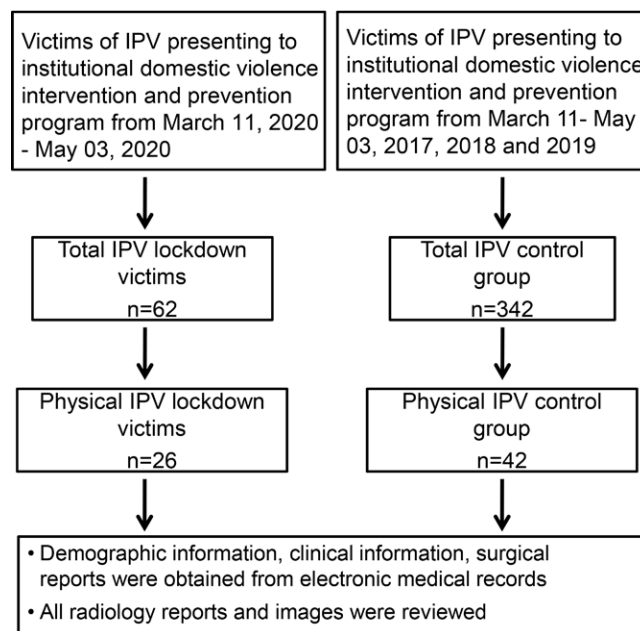 Victims of IPV presenting to
institutional domestic violence
intervention and prevention
program from March 11, 2020
- May 03, 2020
Victims of IPV presenting to
institutional domestic violence
intervention and prevention
program from March 11- May
03, 2017, 2018 and 2019
Total IPV lockdown
victims
n=62
Total IPV control
group
n=342
Physical IPV lockdown
victims
n=26
Physical IPV control
group
n=42
• Demographic information, clinical information, surgical
reports were obtained from electronic medical records
• All radiology reports and images were reviewed